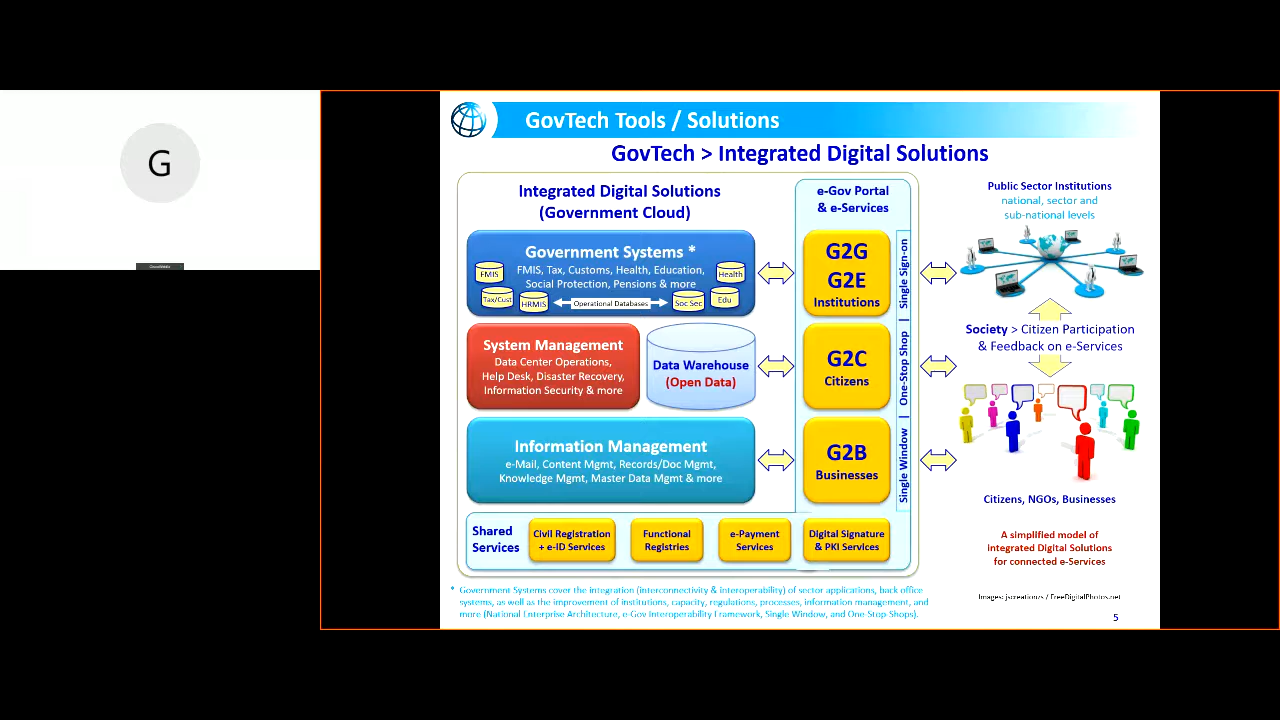 G
GovTech Tools / Solutions
GovTech > Integrated Digital Solutions
Integrated Digital Solutions
(Government Cloud)
e-Gov Portal
& e-Services
Government Systems *
FMIS, Tax, Customs, Health, Education,
Social Protection, Pensions & more
FMIS
Health
Tax/Cust
HRMIS
Operational Databases
Soc Sec
Edu
G2G
G2E
Institutions
Single Window | One-Stop Shop | Single Sign-on
System Management
Data Center Operations,
Help Desk, Disaster Recovery,
Information Security & more
Data Warehouse
(Open Data)
G2C
Citizens
Information Management
e-Mail, Content Mgmt, Records/Doc Mgmt,
Knowledge Mgmt, Master Data Mgmt & more
G2B
Businesses
Shared
Services
Civil Registration
+ e-ID Services
Functional
Registries
e-Payment
Services
Digital Signature
& PKI Services
Public Sector Institutions
national, sector and
sub-national levels
Society > Citizen Participation
& Feedback on e-Services
Citizens, NGOs, Businesses
A simplified model of
Integrated Digital Solutions
for connected e-Services
* Government Systems cover the integration (interconnectivity & interoperability) of sector applications, back office
systems, as well as the improvement of institutions, capacity, regulations, processes, information management, and
more (National Enterprise Architecture, e-Gov Interoperability Framework, Single Window, and One-Stop Shops).
Images: jscreationzs / FreeDigitalPhotos.net
5